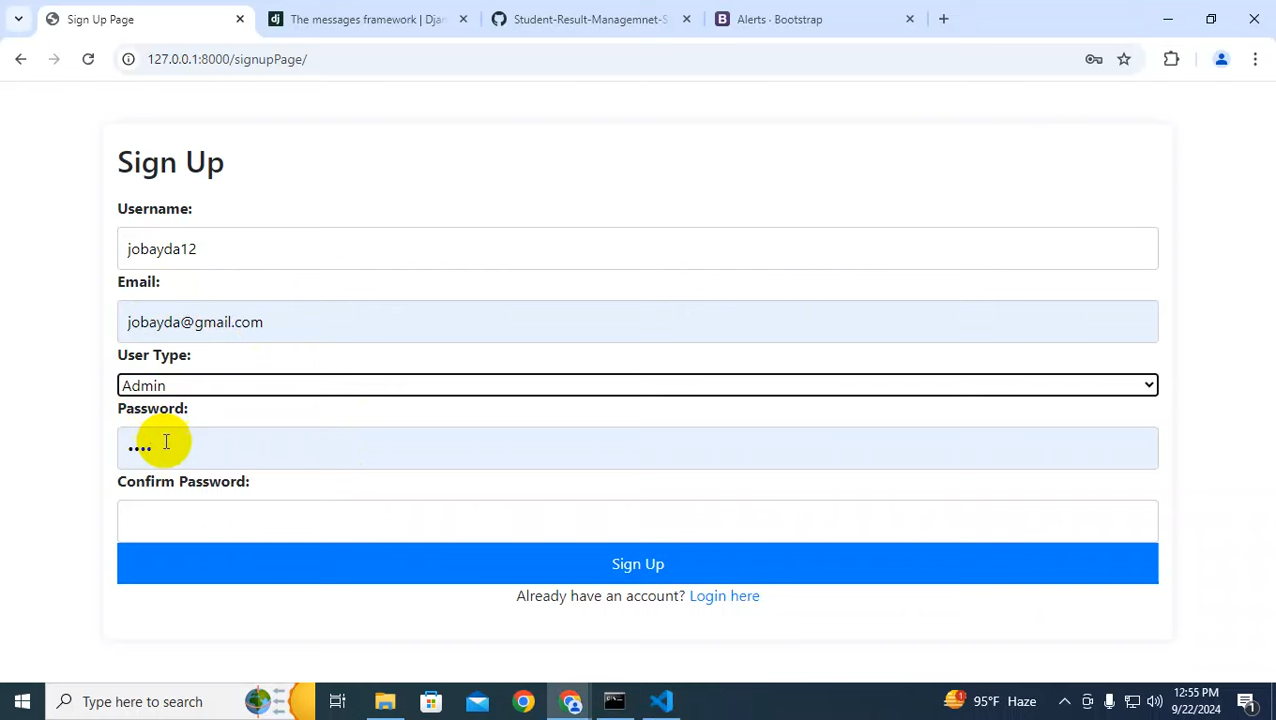 Sign Up Page
The messages framework | Djan
Student-Result-Managemnet-S
Alerts · Bootstrap
127.0.0.1:8000/signupPage/
Sign Up
Username:
jobayda12
Email:
jobayda@gmail.com
User Type:
Admin
Password:
••••
Confirm Password:
Sign Up
Already have an account? Login here
Type here to search
95°F Haze
12:55 PM
9/22/2024
1
1